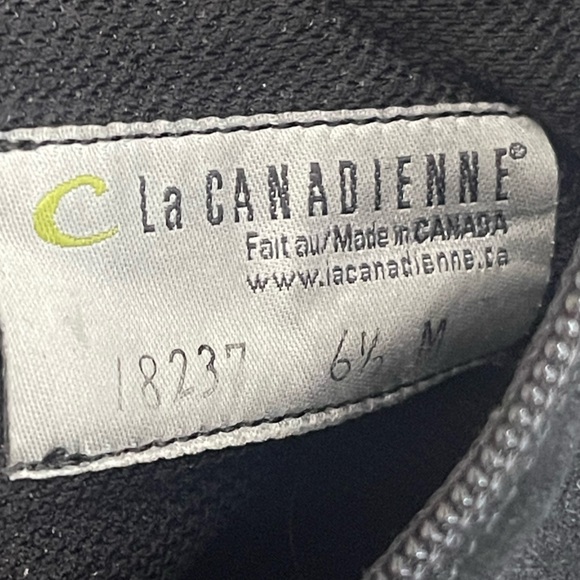 La CANADIENNE®
Fait au/Made in CANADA
www.lacanadienne.ca
18237 6½ M